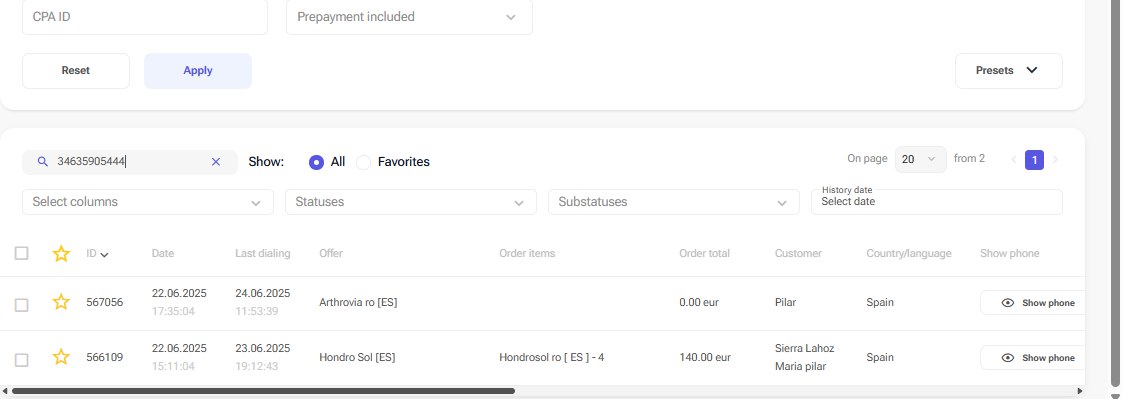 CPA ID
Prepayment included
Reset
Apply
Presets
34635905444
Show:
All
Favorites
On page
20
from 2
1
Select columns
Statuses
Substatuses
History date
Select date
ID
Date
Last dialing
Offer
Order items
Order total
Customer
Country/language
Show phone
567056
22.06.2025
17:35:04
24.06.2025
11:53:39
Arthrovia ro [ES]
0.00 eur
Pilar
Spain
Show phone
566109
22.06.2025
15:11:04
23.06.2025
19:12:43
Hondro Sol [ES]
Hondrosol ro [ ES ] - 4
140.00 eur
Sierra Lahoz
Maria pilar
Spain
Show phone